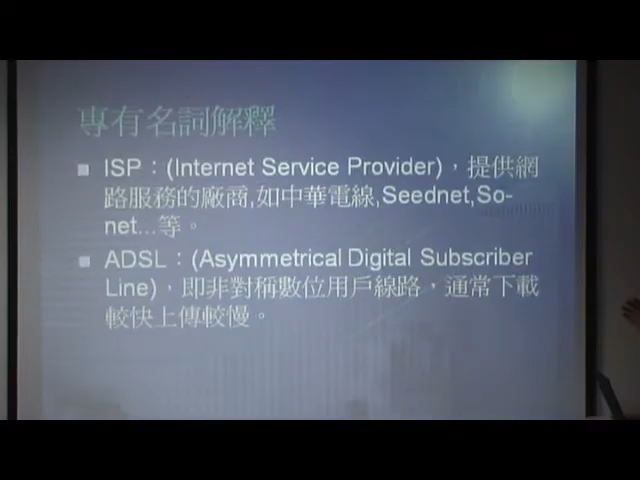 專有名詞解釋
ISP：(Internet Service Provider)，提供網
路服務的廠商,如中華電線,Seednet,So-
net...等。
ADSL：(Asymmetrical Digital Subscriber
Line)，即非對稱數位用戶線路，通常下載
較快上傳較慢。